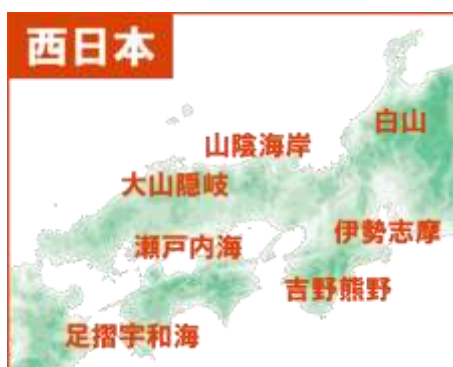 西日本
白山
山陰海岸
大山隠岐
伊勢志摩
瀬戸内海
吉野熊野
足摺宇和海